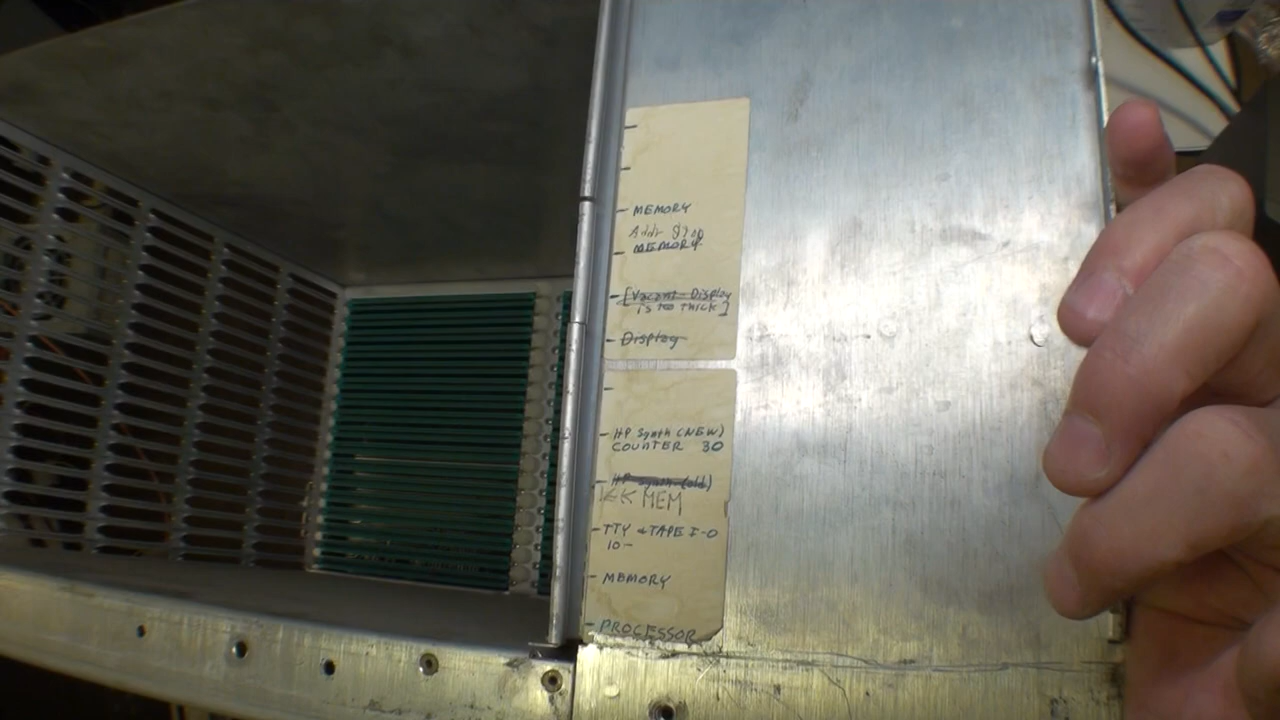 MEMORY
Addr Stop
MEMORY
[Vacant - Display
IS TOO THICK]
Display
HP Synth (NEW)
COUNTER 30
HP Synth (old)
MEM
TTY & TAPE I-O
10-
MEMORY
PROCESSOR